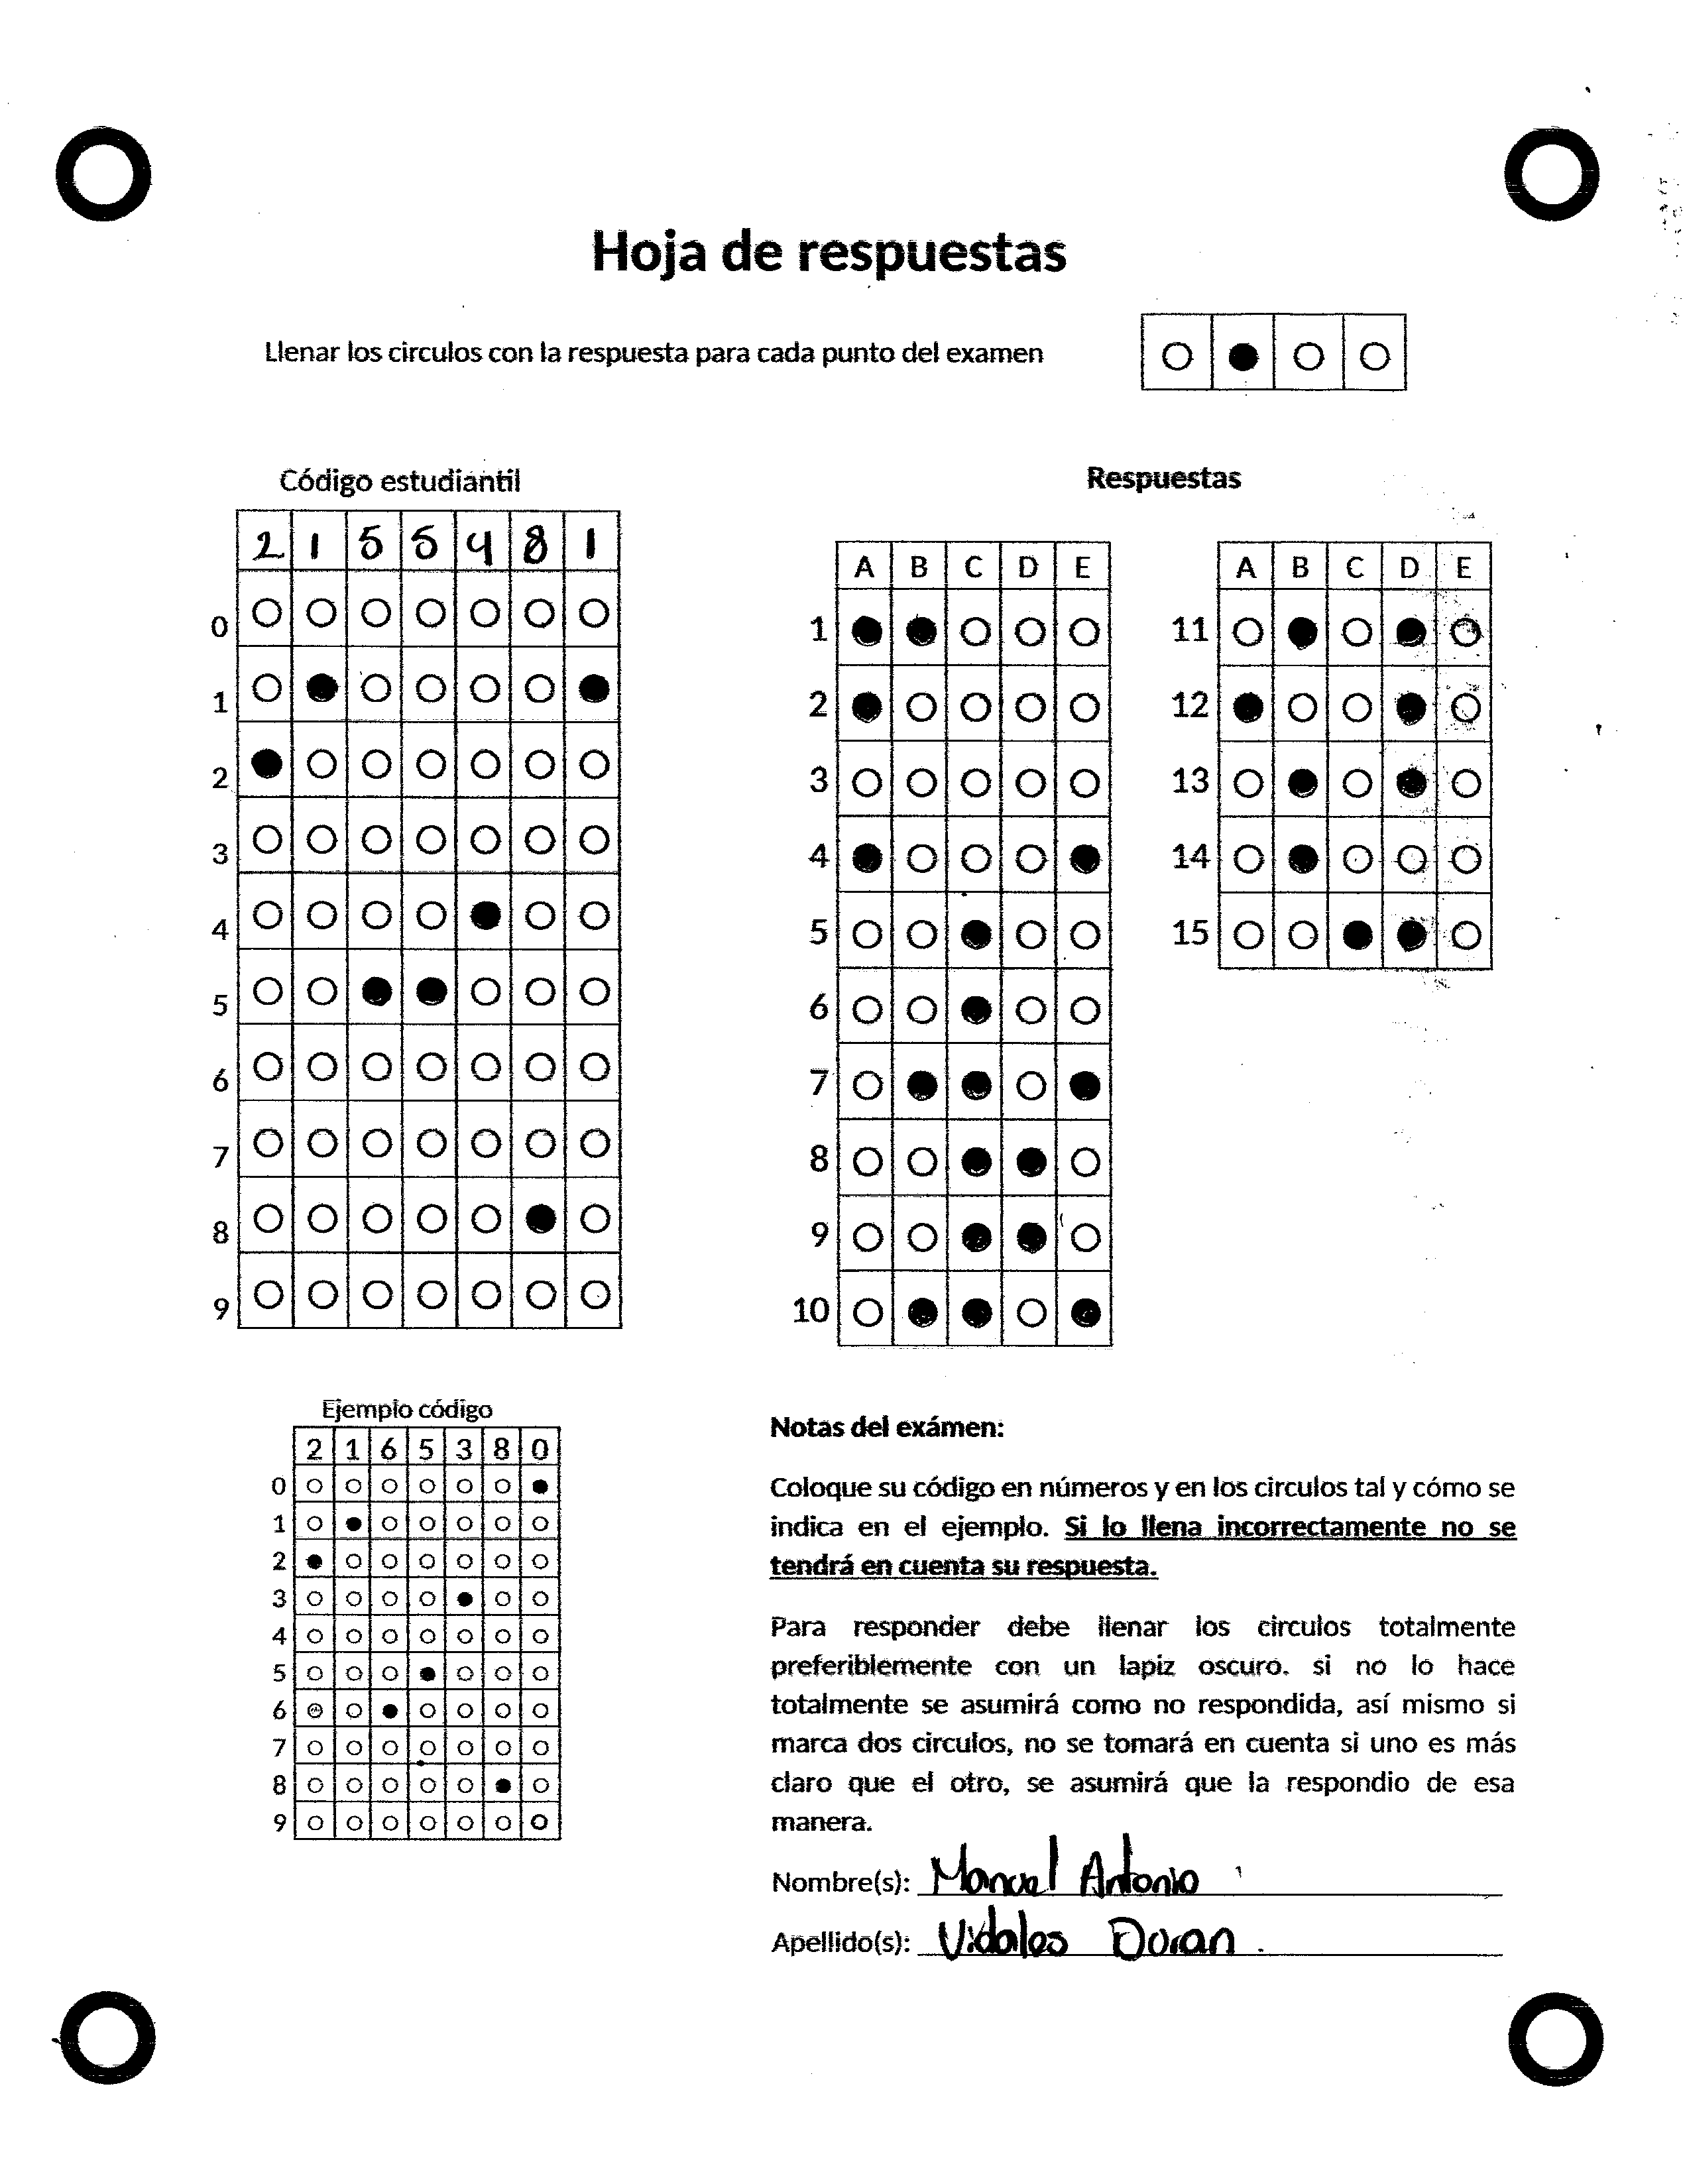 Hoja de respuestas
Llenar los circulos con la respuesta para cada punto del examen
Código estudiantil
2 1 5 5 4 8 1
0
1
2
3
4
5
6
7
8
9
Respuestas
A B C D E
1
2
3
4
5
6
7
8
9
10
A B C D E
11
12
13
14
15
Ejemplo código
2 1 6 5 3 8 0
0
1
2
3
4
5
6
7
8
9
Notas del exámen:
Coloque su código en números y en los circulos tal y cómo se
indica en el ejemplo. Si lo llena incorrectamente no se
tendrá en cuenta su respuesta.
Para responder debe llenar los circulos totalmente
preferiblemente con un lapiz oscuro. si no lo hace
totalmente se asumirá como no respondida, así mismo si
marca dos circulos, no se tomará en cuenta si uno es más
claro que el otro, se asumirá que la respondio de esa
manera.
Nombre(s): Manuel Antonio
Apellido(s): Vidales Duran